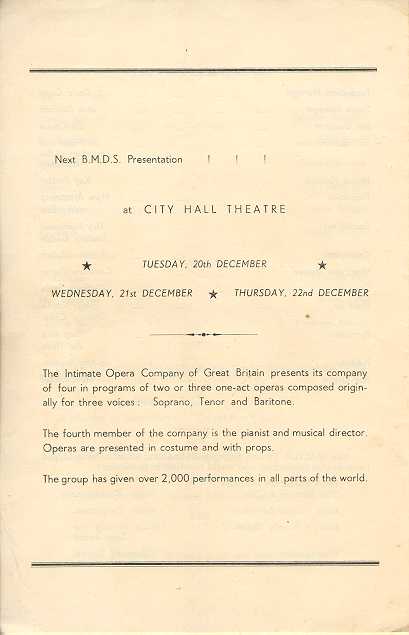 Next B.M.D.S. Presentation ! ! !
at CITY HALL THEATRE
★ TUESDAY, 20th DECEMBER ★
WEDNESDAY, 21st DECEMBER ★ THURSDAY, 22nd DECEMBER
The Intimate Opera Company of Great Britain presents its company
of four in programs of two or three one-act operas composed origin-
ally for three voices : Soprano, Tenor and Baritone.
The fourth member of the company is the pianist and musical director.
Operas are presented in costume and with props.
The group has given over 2,000 performances in all parts of the world.